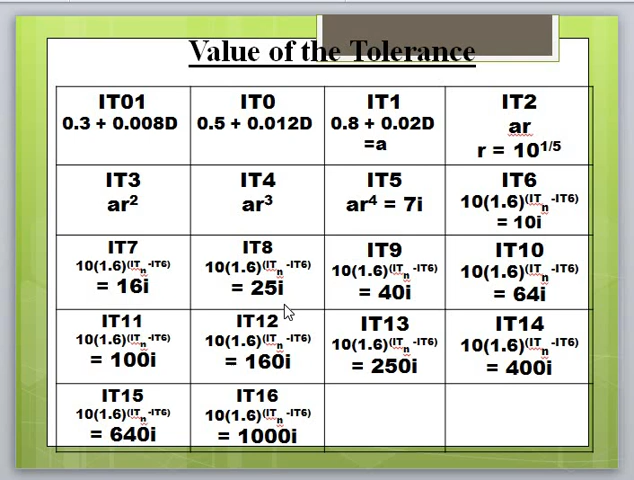 Value of the Tolerance
IT01
0.3 + 0.008D
IT0
0.5 + 0.012D
IT1
0.8 + 0.02D
=a
IT2
ar
r = 10^1/5
IT3
ar²
IT4
ar³
IT5
ar⁴ = 7i
IT6
10(1.6)^(ITₙ -IT6)
= 10i
IT7
10(1.6)^(ITₙ -IT6)
= 16i
IT8
10(1.6)^(ITₙ -IT6)
= 25i
IT9
10(1.6)^(ITₙ -IT6)
= 40i
IT10
10(1.6)^(ITₙ -IT6)
= 64i
IT11
10(1.6)^(ITₙ -IT6)
= 100i
IT12
10(1.6)^(ITₙ -IT6)
= 160i
IT13
10(1.6)^(ITₙ -IT6)
= 250i
IT14
10(1.6)^(ITₙ -IT6)
= 400i
IT15
10(1.6)^(ITₙ -IT6)
= 640i
IT16
10(1.6)^(ITₙ -IT6)
= 1000i